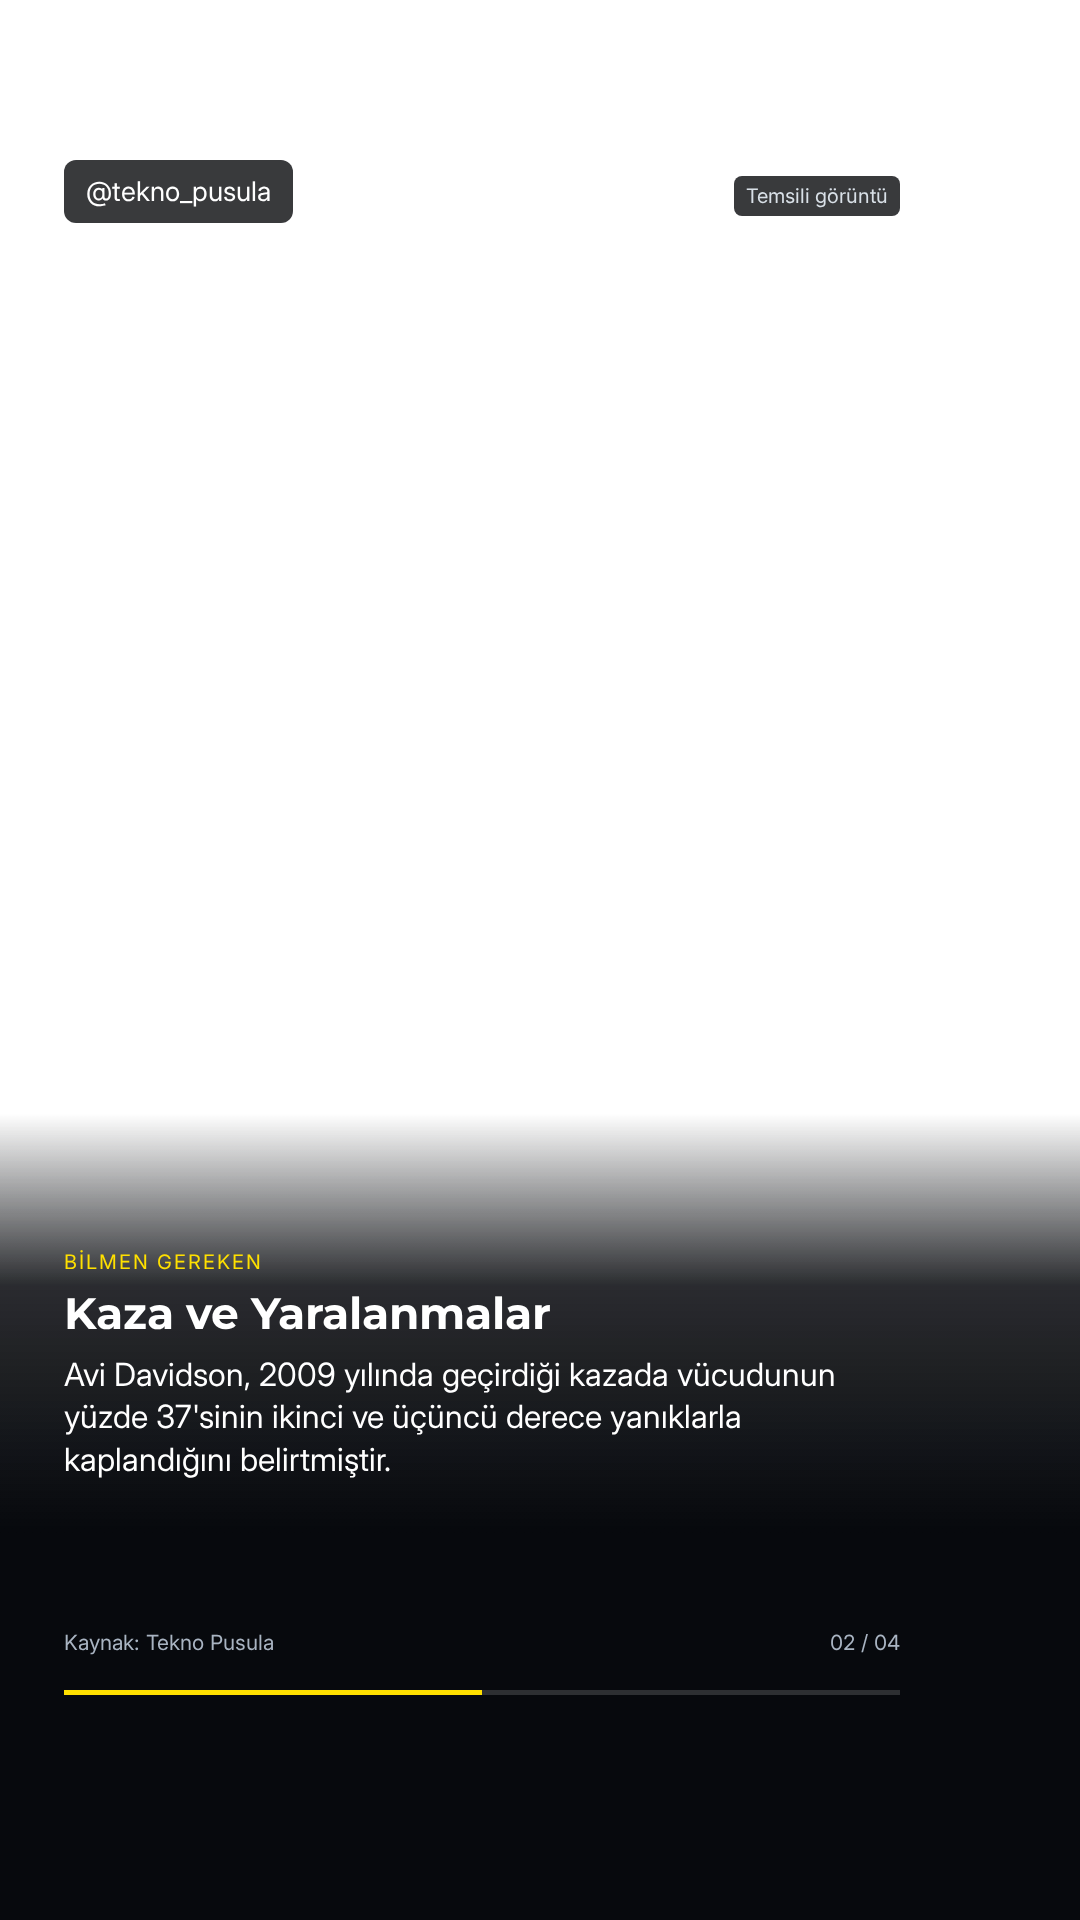 @tekno_pusula
Temsili görüntü
BİLMEN GEREKEN
Kaza ve Yaralanmalar
Avi Davidson, 2009 yılında geçirdiği kazada vücudunun
yüzde 37'sinin ikinci ve üçüncü derece yanıklarla
kaplandığını belirtmiştir.
Kaynak: Tekno Pusula
02 / 04